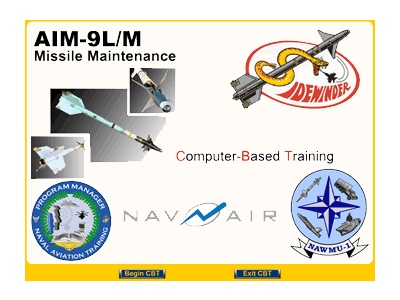 AIM-9L/M
Missile Maintenance
SIDEWINDER
Computer-Based Training
PROGRAM MANAGER
NAVAL AVIATION TRAINING
NAVAIR
NAWMU-1
Begin CBT
Exit CBT